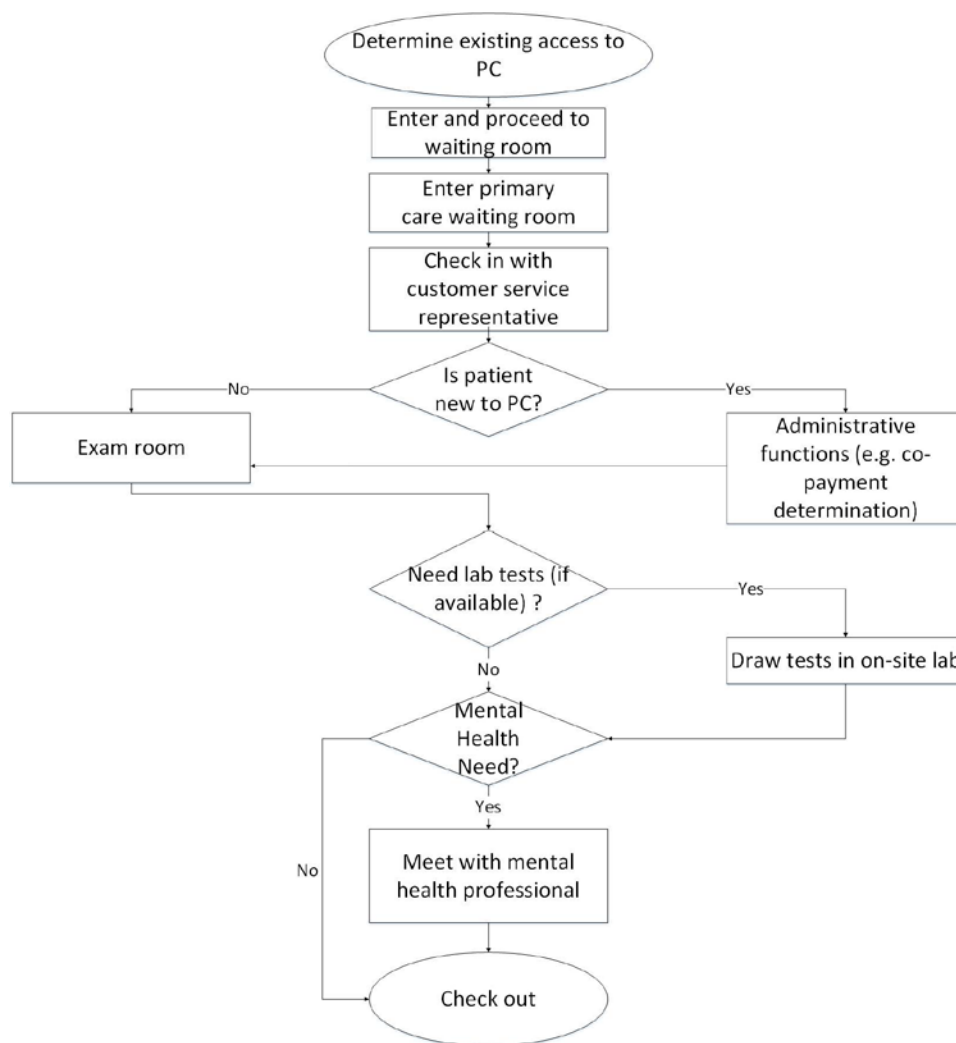 Determine existing access to
PC
Enter and proceed to
waiting room
Enter primary
care waiting room
Check in with
customer service
representative
Is patient
new to PC?
No
Yes
Exam room
Administrative
functions (e.g. co-
payment
determination)
Need lab tests (if
available) ?
Yes
No
Draw tests in on-site lab
Mental
Health
Need?
Yes
No
Meet with mental
health professional
Check out